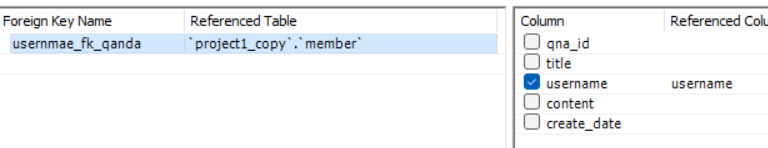 Foreign Key Name Referenced Table
usernmae_fk_qanda `project1_copy`.`member`
Column Referenced Colu
qna_id
title
username username
content
create_date